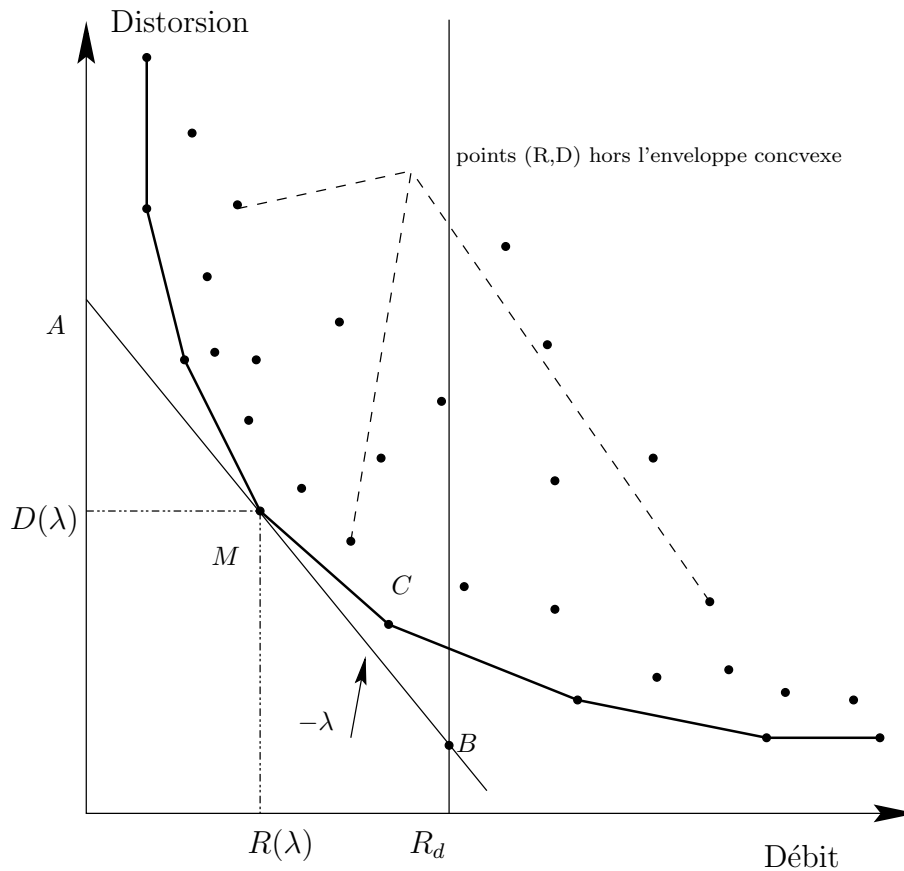 Distorsion
points (R,D) hors l'enveloppe concvexe
A
D(λ)
M
C
−λ
B
R(λ)
R_d
Débit